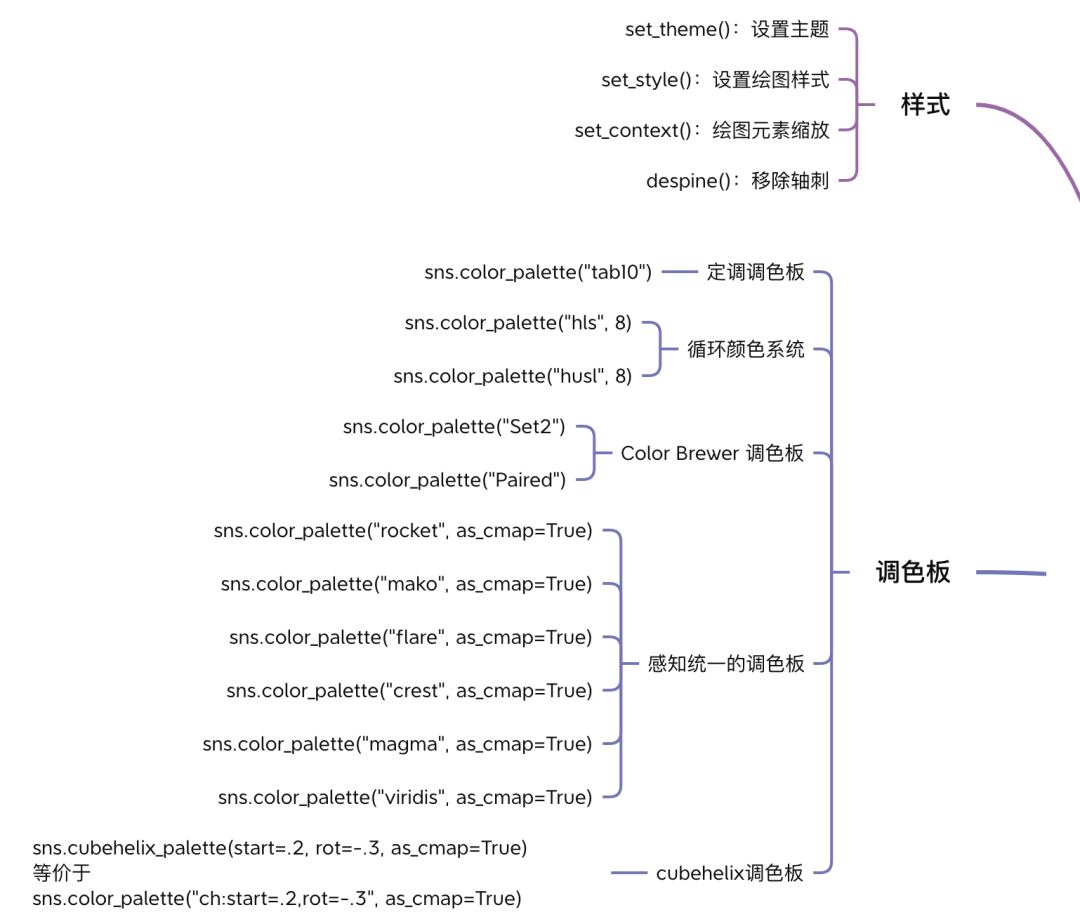 set_theme()：设置主题
set_style()：设置绘图样式
样式
set_context()：绘图元素缩放
despine()：移除轴刺
sns.color_palette("tab10")
定调调色板
sns.color_palette("hls", 8)
循环颜色系统
sns.color_palette("husl", 8)
sns.color_palette("Set2")
Color Brewer 调色板
sns.color_palette("Paired")
sns.color_palette("rocket", as_cmap=True)
调色板
sns.color_palette("mako", as_cmap=True)
sns.color_palette("flare", as_cmap=True)
感知统一的调色板
sns.color_palette("crest", as_cmap=True)
sns.color_palette("magma", as_cmap=True)
sns.color_palette("viridis", as_cmap=True)
sns.cubehelix_palette(start=.2, rot=-.3, as_cmap=True)
等价于
sns.color_palette("ch:start=.2,rot=-.3", as_cmap=True)
cubehelix调色板